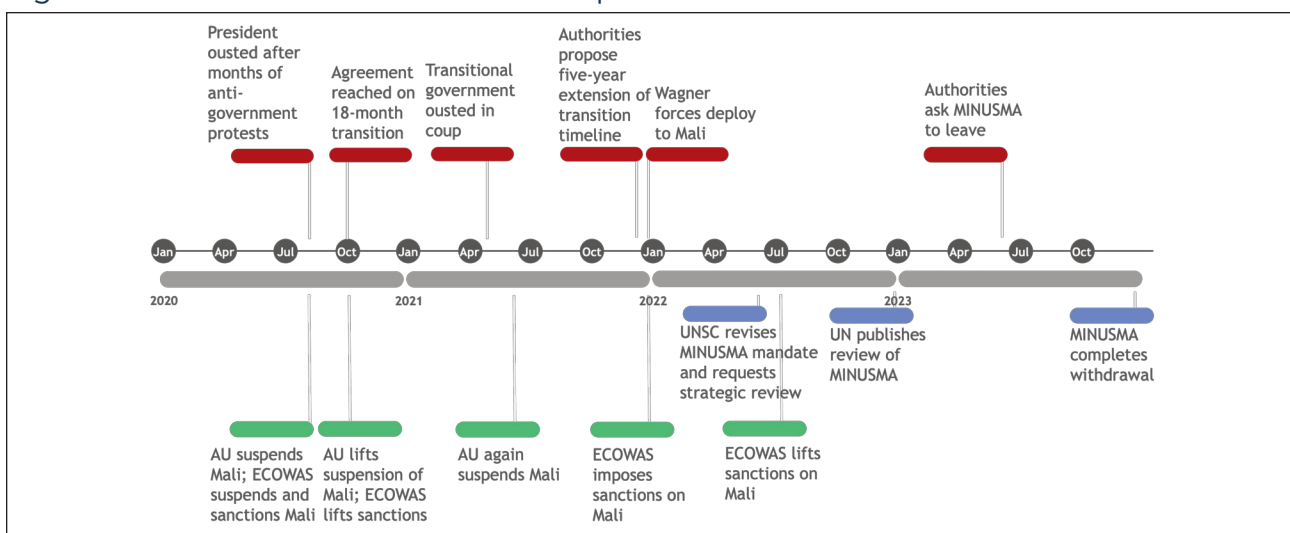 President
ousted after
months of
anti-
government
protests
Agreement
reached on
18-month
transition
Transitional
government
ousted in
coup
Authorities
propose
five-year
extension of
transition
timeline
Wagner
forces deploy
to Mali
Authorities
ask MINUSMA
to leave
Jan Apr Jul Oct Jan Apr Jul Oct Jan Apr Jul Oct Jan Apr Jul Oct
2020 2021 2022 2023
UNSC revises
MINUSMA mandate
and requests
strategic review
UN publishes
review of
MINUSMA
MINUSMA
completes
withdrawal
AU suspends
Mali; ECOWAS
suspends and
sanctions Mali
AU lifts
suspension of
Mali; ECOWAS
lifts sanctions
AU again
suspends Mali
ECOWAS
imposes
sanctions on
Mali
ECOWAS lifts
sanctions on
Mali